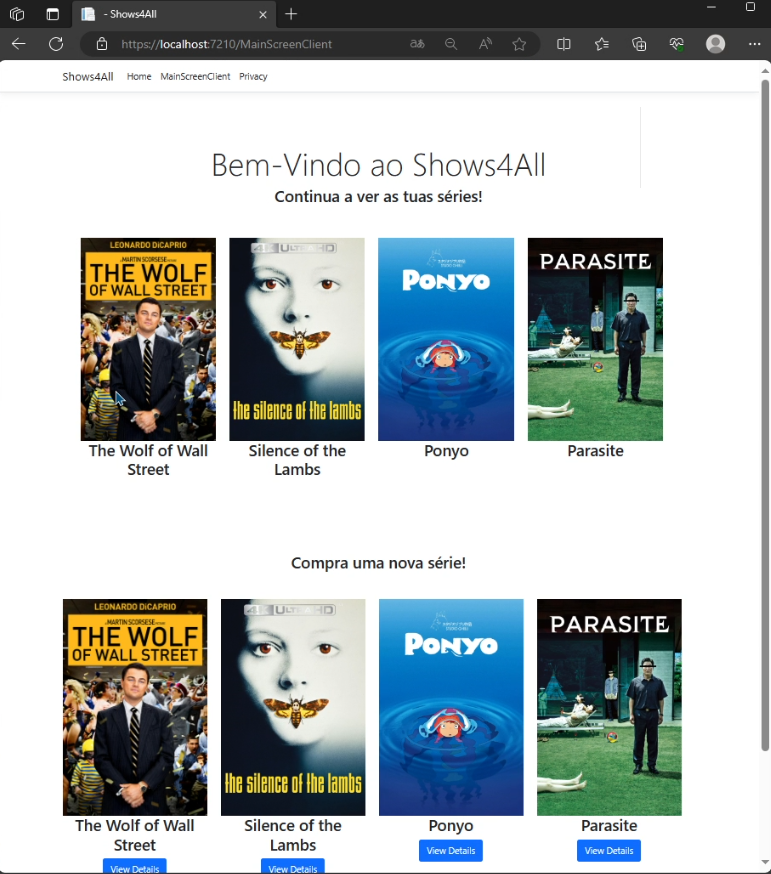 - Shows4All
https://localhost:7210/MainScreenClient
Shows4All Home MainScreenClient Privacy
Bem-Vindo ao Shows4All
Continua a ver as tuas séries!
LEONARDO DiCAPRIO
A MARTIN SCORSESE PICTURE
THE WOLF
OF WALL STREET
4K ULTRAHD
the silence of the lambs
PONYO
PARASITE
The Wolf of Wall
Street
Silence of the
Lambs
Ponyo
Parasite
Compra uma nova série!
LEONARDO DiCAPRIO
A MARTIN SCORSESE PICTURE
THE WOLF
OF WALL STREET
4K ULTRAHD
the silence of the lambs
PONYO
PARASITE
The Wolf of Wall
Street
View Details
Silence of the
Lambs
View Details
Ponyo
View Details
Parasite
View Details